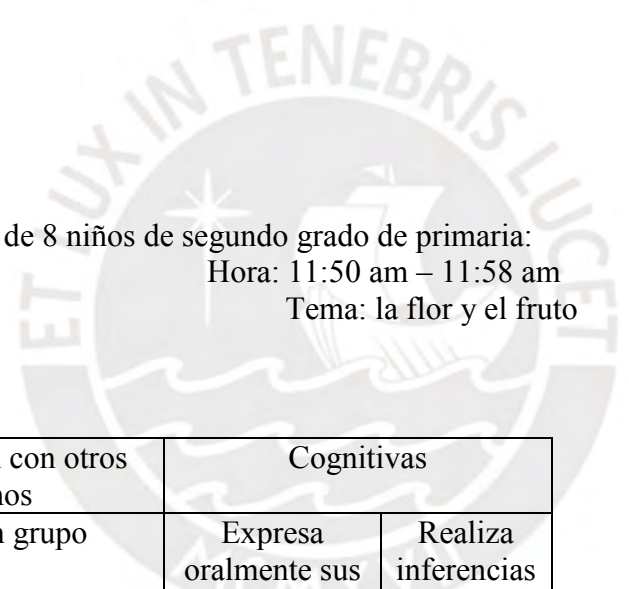 ET LUX IN TENEBRIS LUCET
de 8 niños de segundo grado de primaria:
Hora: 11:50 am – 11:58 am
Tema: la flor y el fruto
con otros
Cognitivas
grupo
Expresa
Realiza
oralmente sus
inferencias